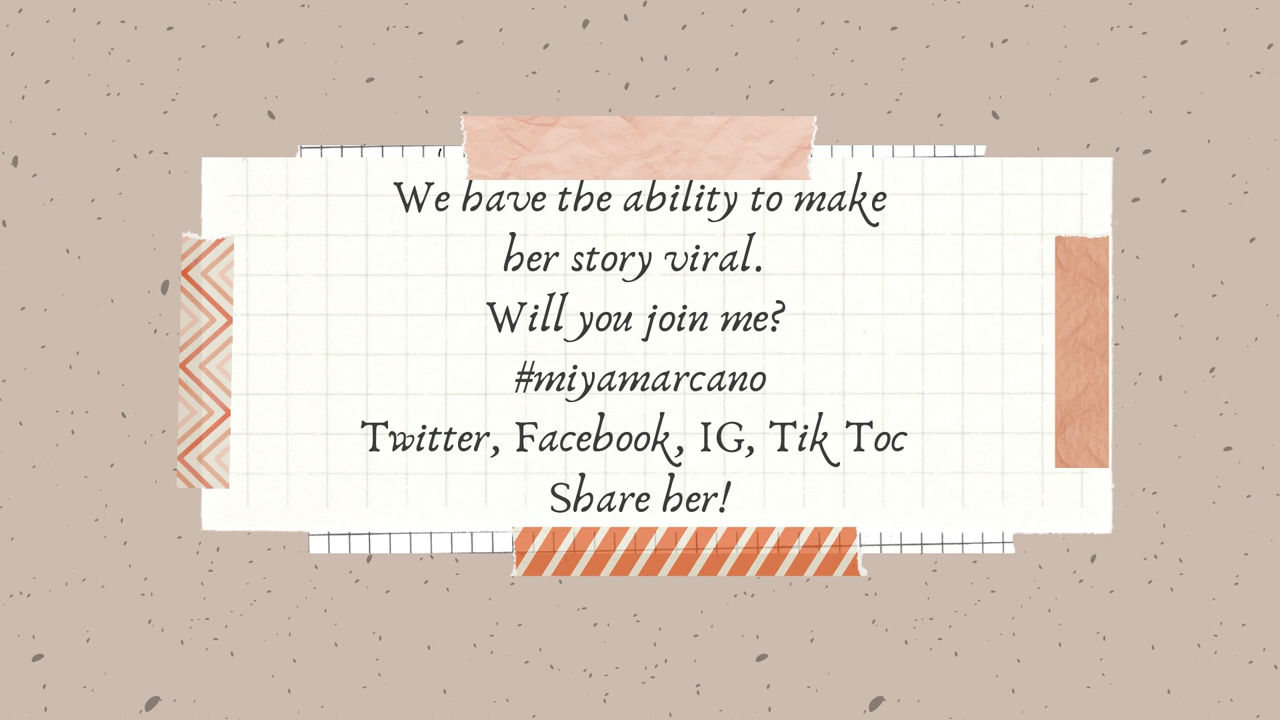 We have the ability to make
her story viral.
Will you join me?
#miyamarcano
Twitter, Facebook, IG, Tik Toc
Share her!